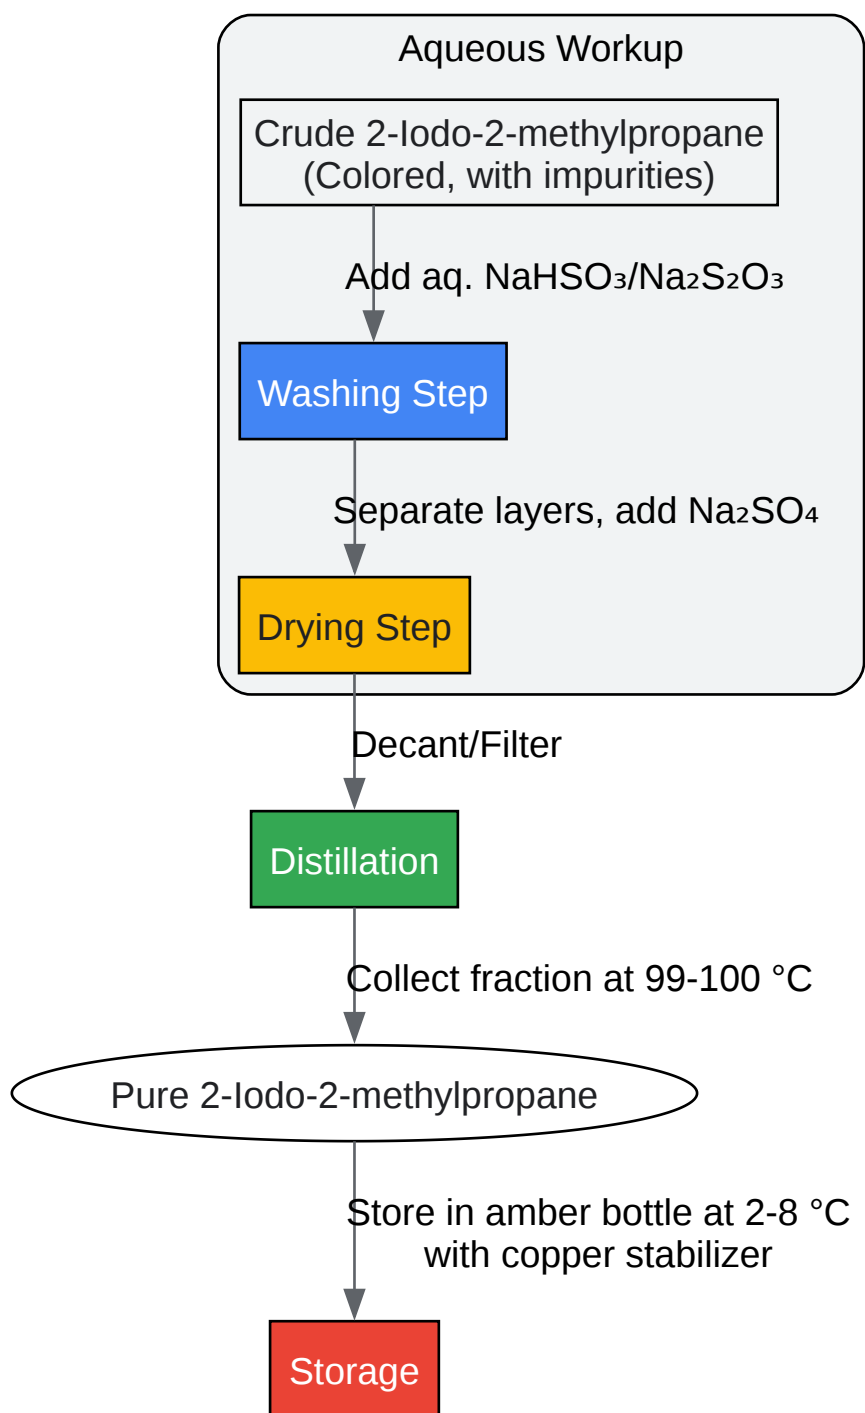 Aqueous Workup
Crude 2-Iodo-2-methylpropane
(Colored, with impurities)
Add aq. NaHSO₃/Na₂S₂O₃
Washing Step
Separate layers, add Na₂SO₄
Drying Step
Decant/Filter
Distillation
Collect fraction at 99-100 °C
Pure 2-Iodo-2-methylpropane
Store in amber bottle at 2-8 °C
with copper stabilizer
Storage